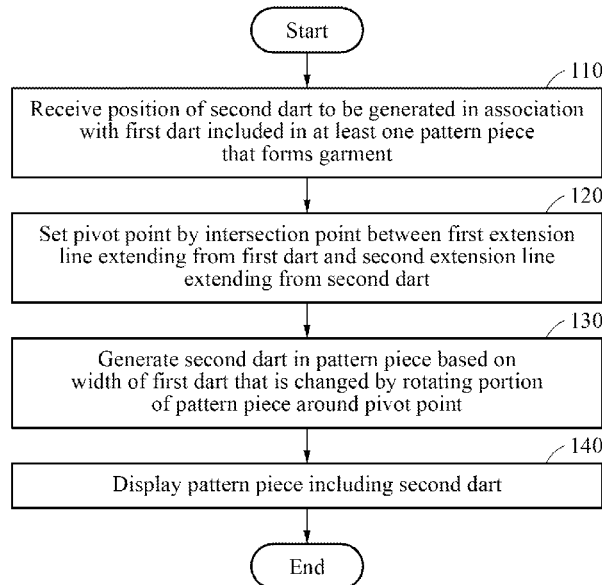 Start
110
Receive position of second dart to be generated in association
with first dart included in at least one pattern piece
that forms garment
120
Set pivot point by intersection point between first extension
line extending from first dart and second extension line
extending from second dart
130
Generate second dart in pattern piece based on
width of first dart that is changed by rotating portion
of pattern piece around pivot point
140
Display pattern piece including second dart
End